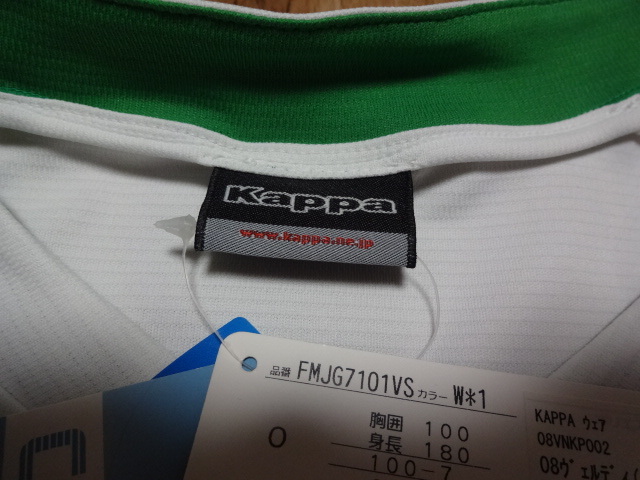 Kappa
www.kappa.ne.jp
品番 FMJG7101VS カラー W*1
O
胸囲 100
身長 180
100-7
KAPPA ウェア
08VNKP002
08ヴェルディ